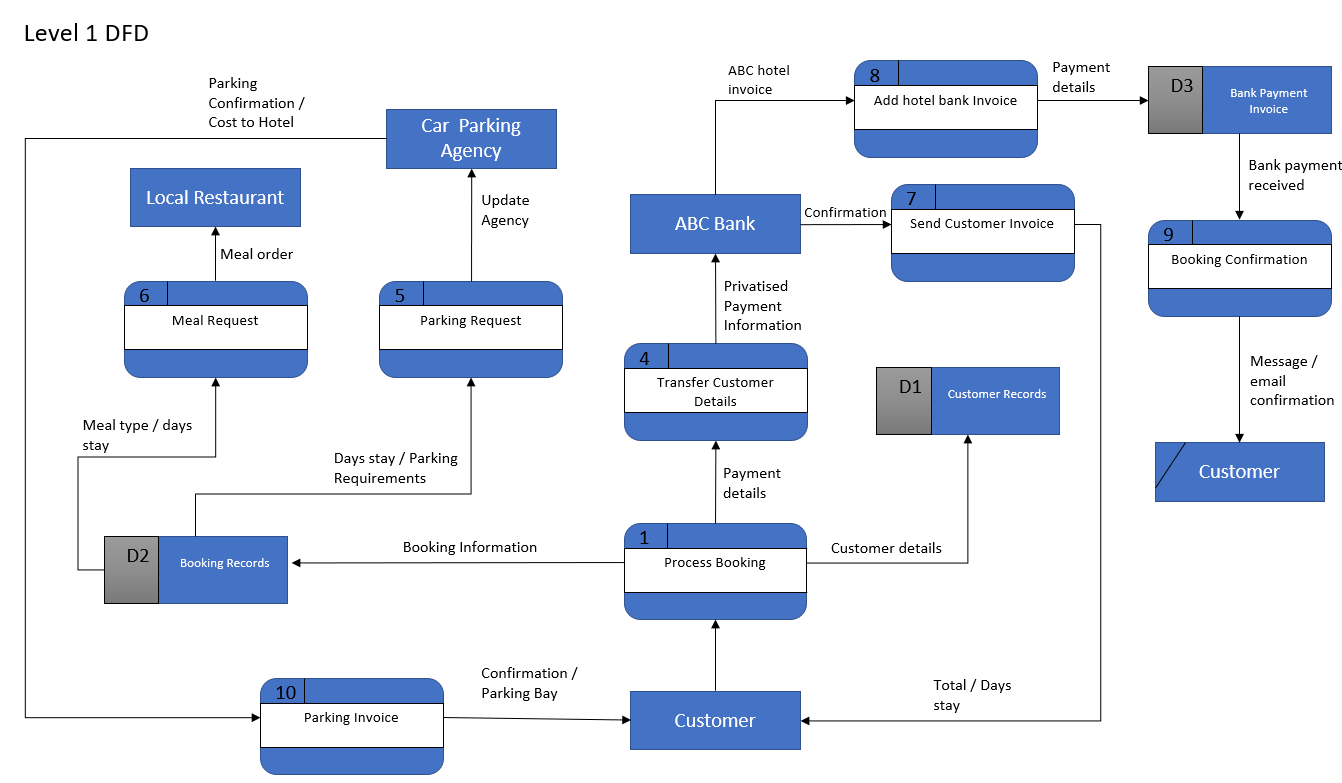 Level 1 DFD
Parking
Confirmation /
Cost to Hotel
Car Parking
Agency
Local Restaurant
Update
Agency
Meal order
6
Meal Request
5
Parking Request
Meal type / days
stay
Days stay / Parking
Requirements
D2
Booking Records
Booking Information
ABC hotel
invoice
8
Add hotel bank Invoice
Payment
details
D3
Bank Payment
Invoice
Bank payment
received
ABC Bank
Confirmation
7
Send Customer Invoice
9
Booking Confirmation
Privatised
Payment
Information
4
Transfer Customer
Details
D1
Customer Records
Message /
email
confirmation
Customer
Payment
details
1
Process Booking
Customer details
10
Parking Invoice
Confirmation /
Parking Bay
Customer
Total / Days
stay